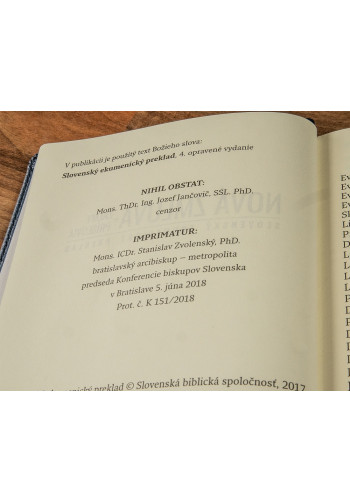 V publikácii je použitý text Božieho slova:
Slovenský ekumenický preklad, 4. opravené vydanie
NIHIL OBSTAT:
Mons. ThDr. Ing. Jozef Jančovič, SSL. PhD.
cenzor
IMPRIMATUR:
Mons. ICDr. Stanislav Zvolenský, PhD.
bratislavský arcibiskup – metropolita
predseda Konferencie biskupov Slovenska
v Bratislave 5. júna 2018
Prot. č. K 151/2018
preklad © Slovenská biblická spoločnosť, 2017